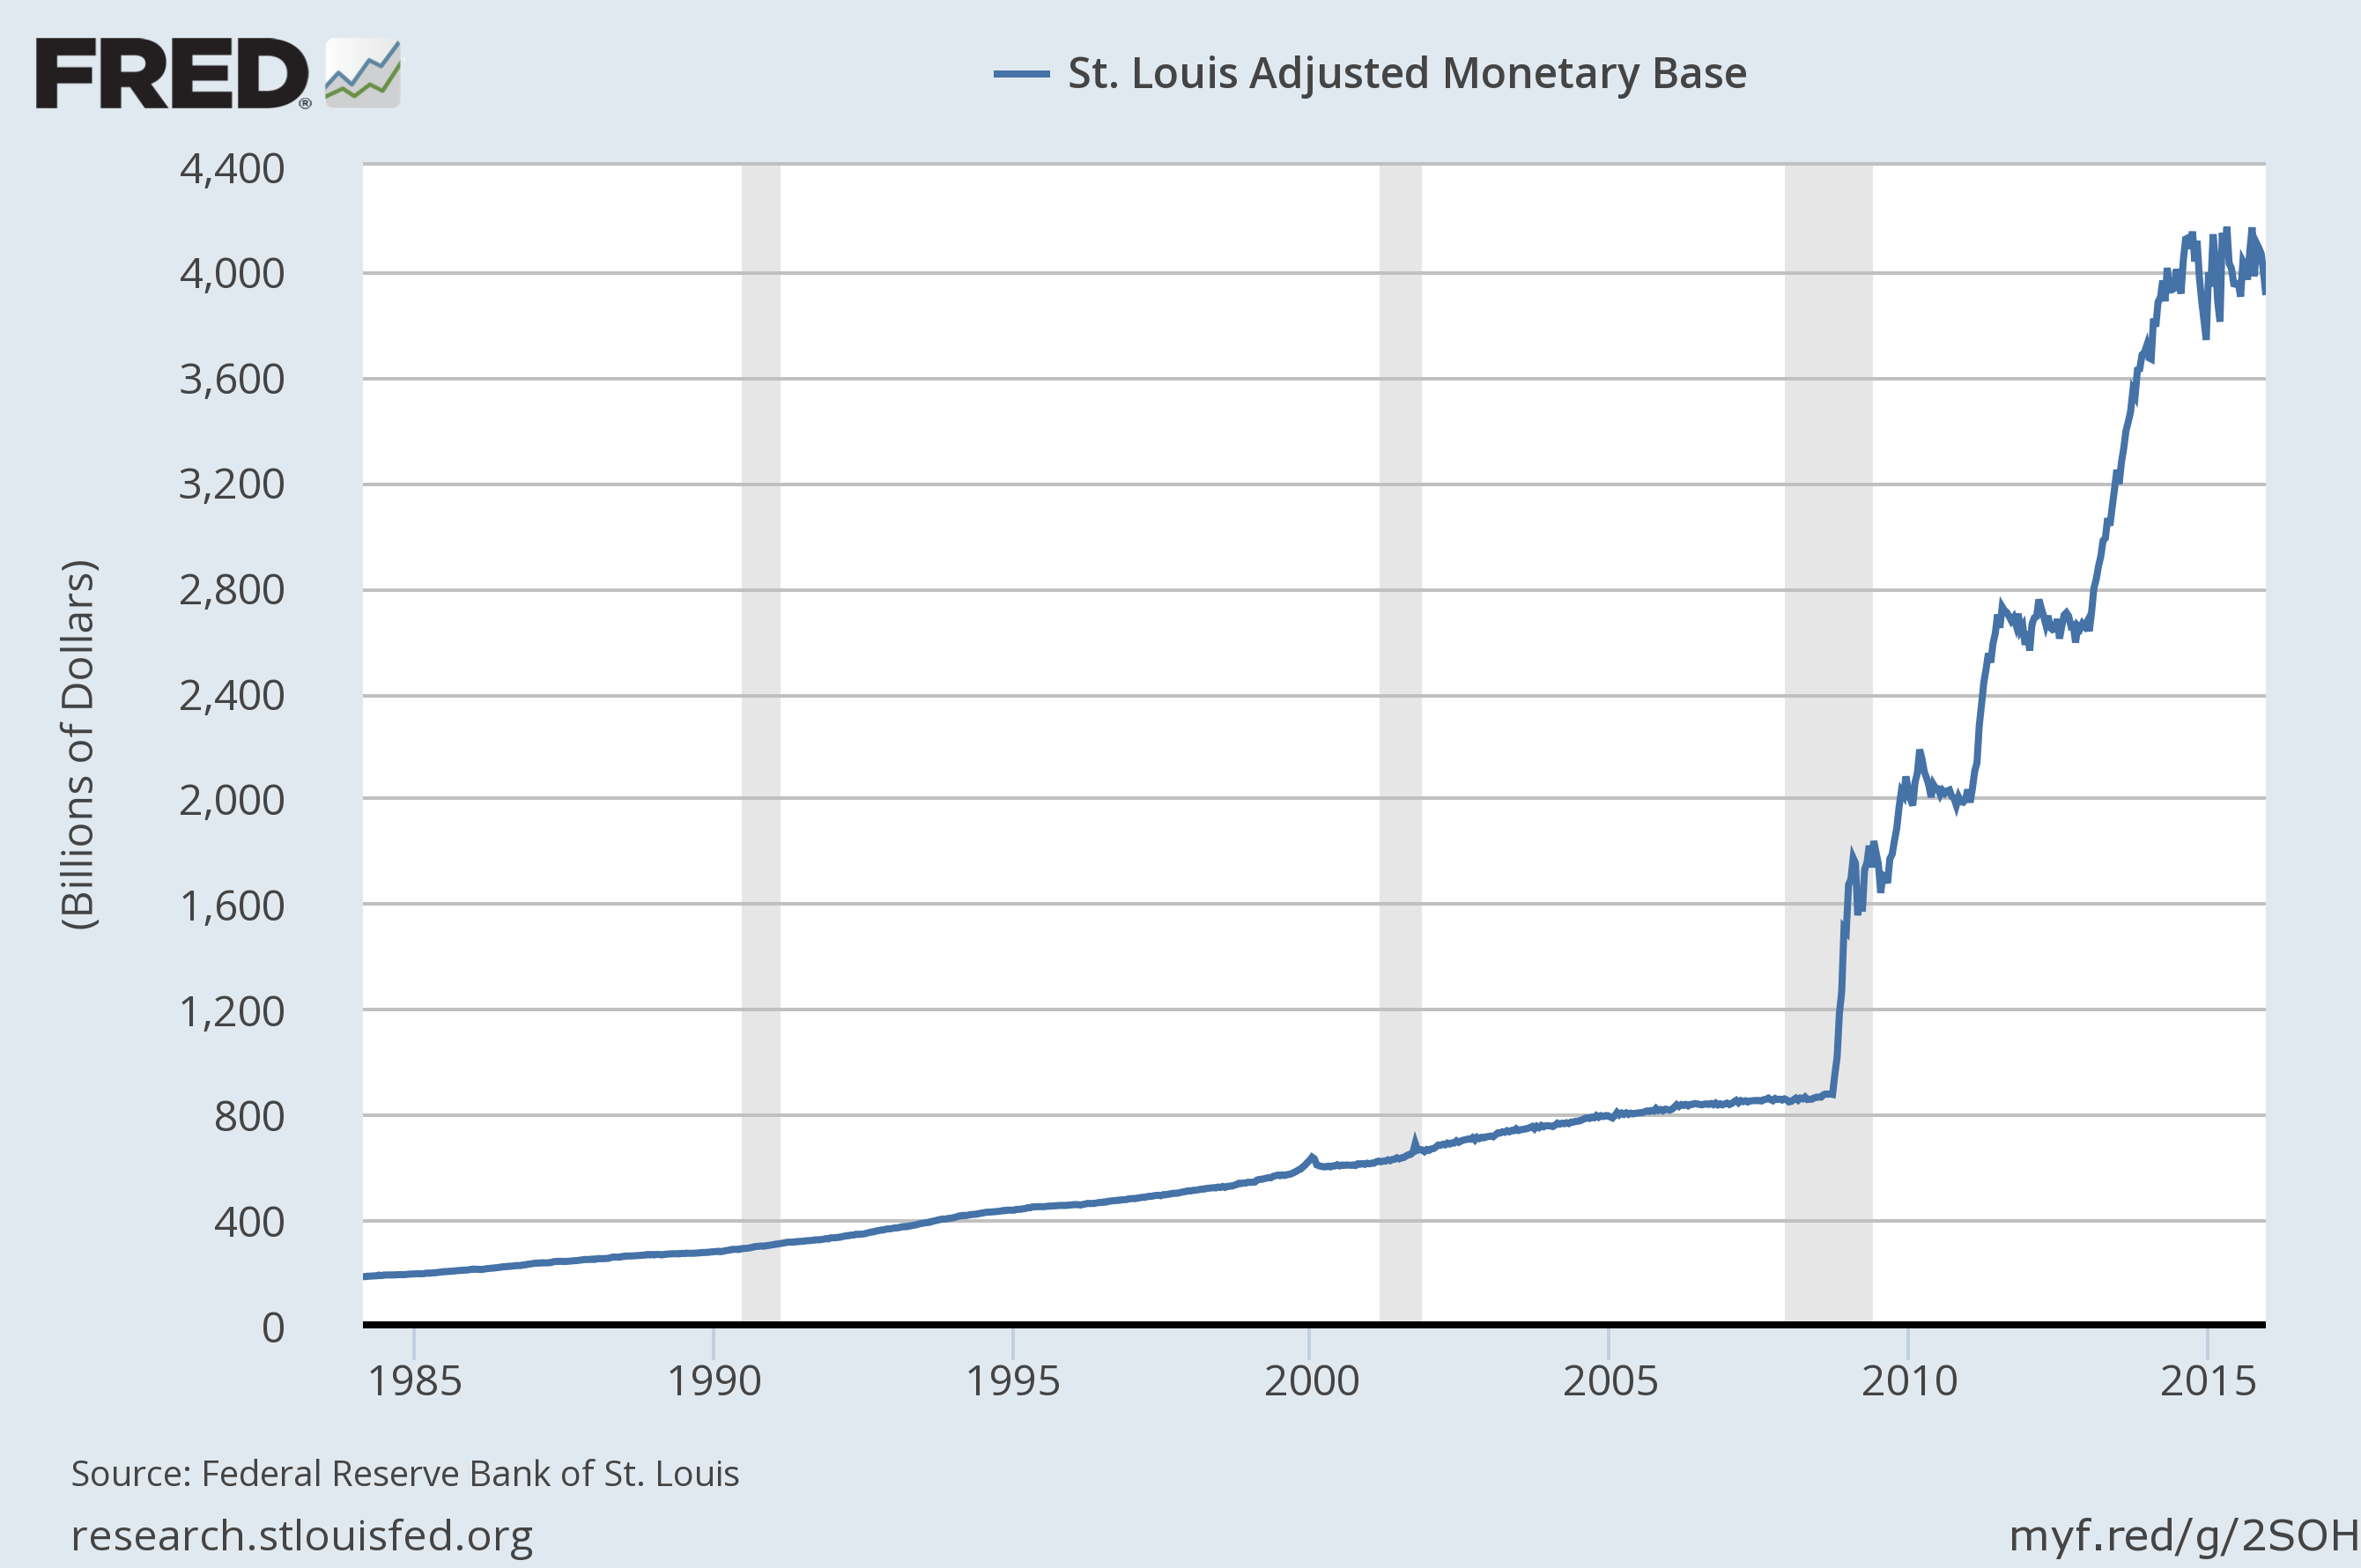 FRED®
St. Louis Adjusted Monetary Base
4,400
4,000
3,600
3,200
2,800
2,400
2,000
1,600
1,200
800
400
0
(Billions of Dollars)
1985 1990 1995 2000 2005 2010 2015
Source: Federal Reserve Bank of St. Louis
research.stlouisfed.org
myf.red/g/2SOH